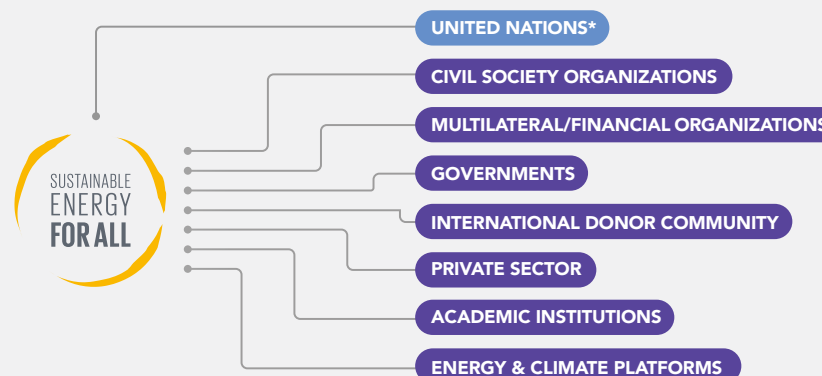 UNITED NATIONS*
CIVIL SOCIETY ORGANIZATIONS
MULTILATERAL/FINANCIAL ORGANIZATIONS
GOVERNMENTS
INTERNATIONAL DONOR COMMUNITY
PRIVATE SECTOR
ACADEMIC INSTITUTIONS
ENERGY & CLIMATE PLATFORMS
SUSTAINABLE
ENERGY
FOR ALL